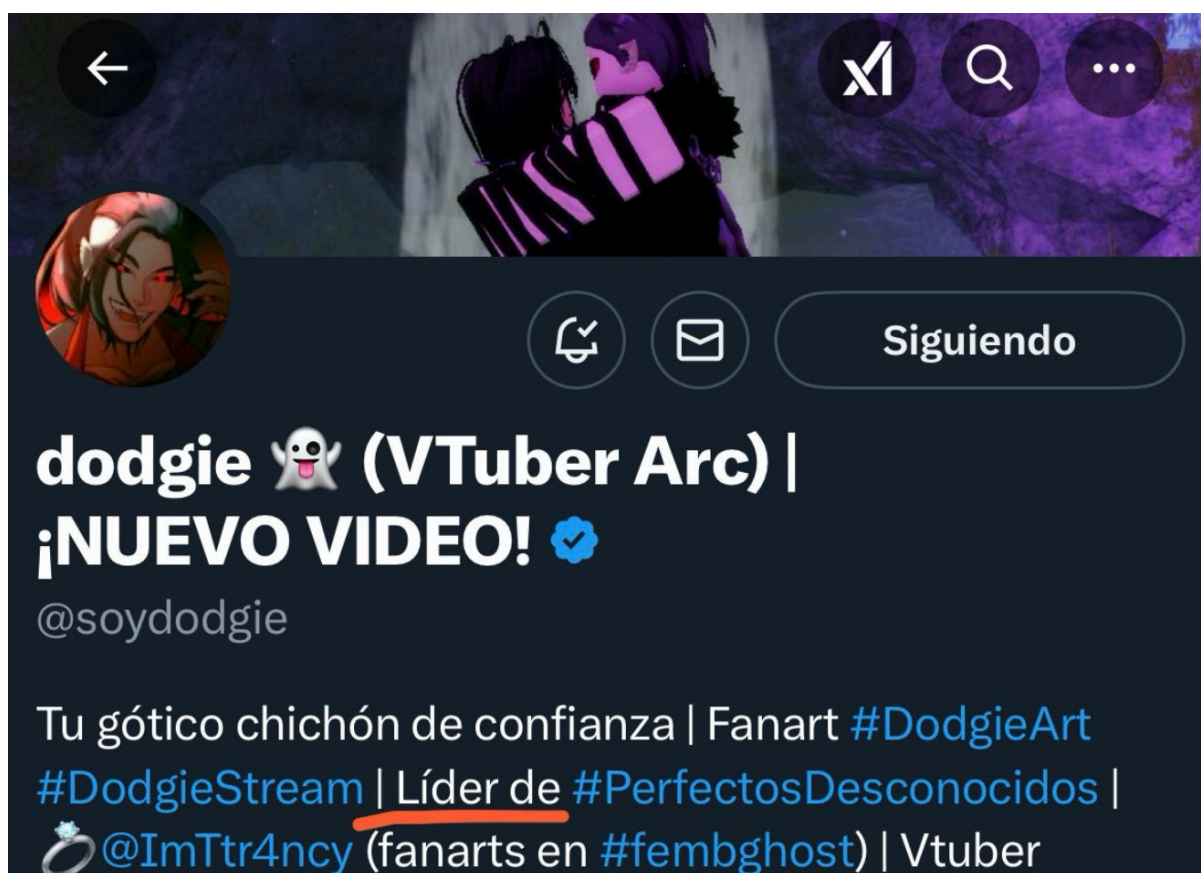 Siguiendo
dodgie 👻 (VTuber Arc) |
¡NUEVO VIDEO!
@soydodgie
Tu gótico chichón de confianza | Fanart #DodgieArt
#DodgieStream | Líder de #PerfectosDesconocidos |
💍@ImTtr4ncy (fanarts en #fembghost) | Vtuber